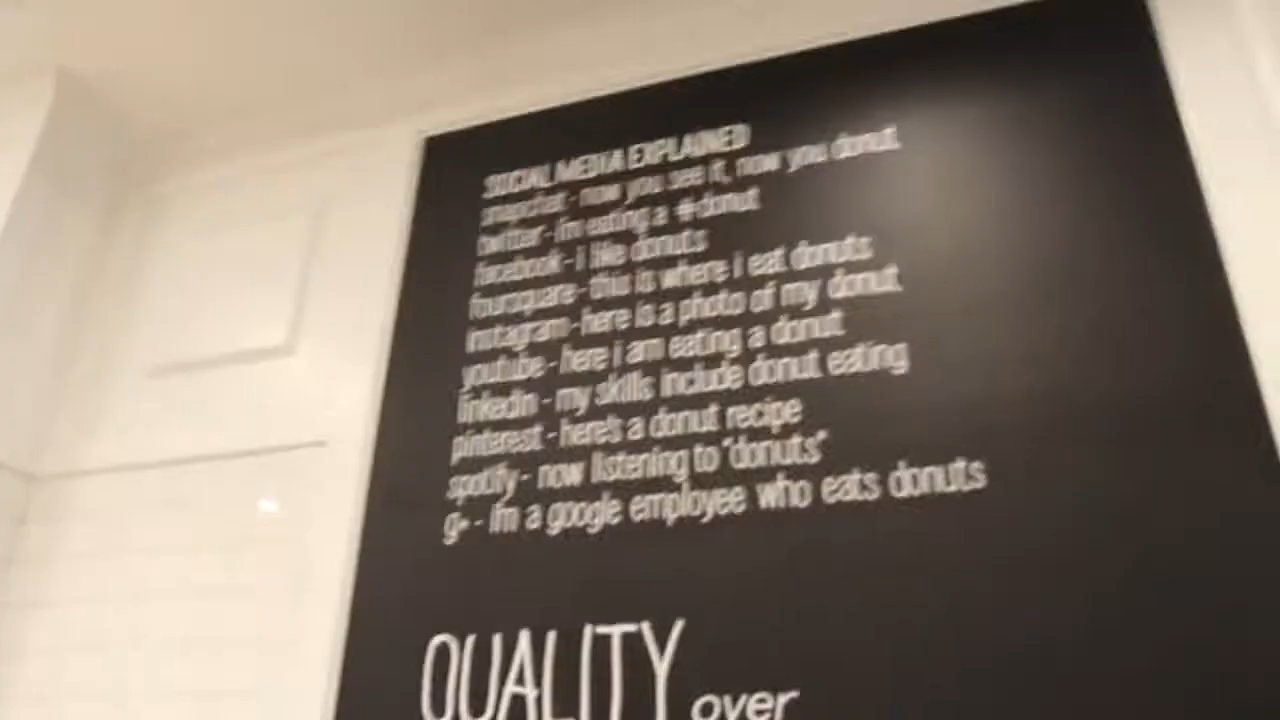 SOCIAL MEDIA EXPLAINED
snapchat - now you see it, now you donut
twitter - i'm eating a #donut
facebook - i like donuts
foursquare - this is where i eat donuts
instagram - here is a photo of my donut
youtube - here i am eating a donut
linkedin - my skills include donut eating
pinterest - here's a donut recipe
spotify - now listening to "donuts"
g+ - i'm a google employee who eats donuts
QUALITY over